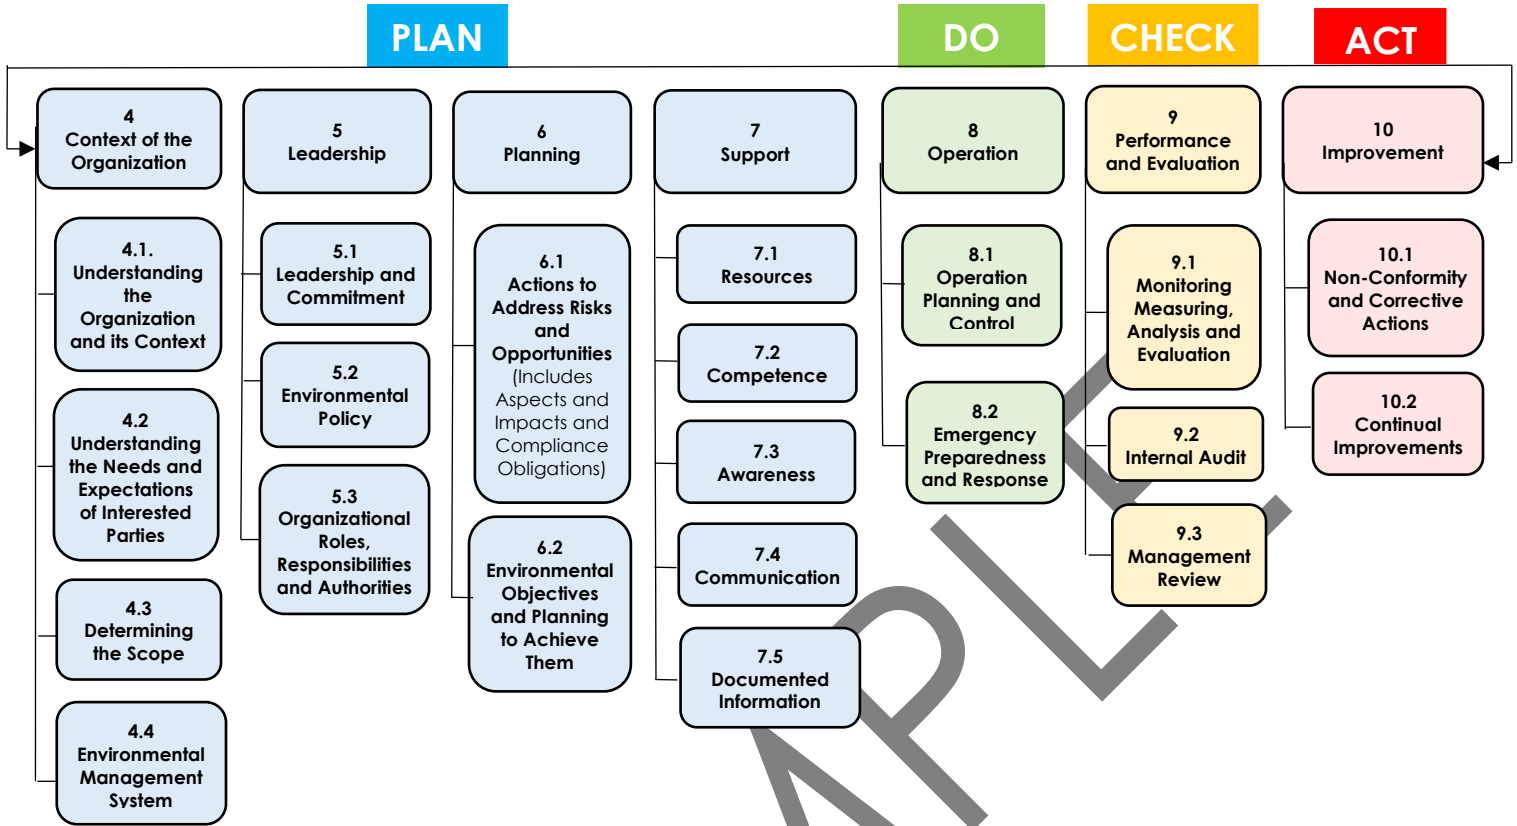 PLAN
DO
CHECK
ACT
4
Context of the
Organization
5
Leadership
6
Planning
7
Support
8
Operation
9
Performance
and Evaluation
10
Improvement
4.1.
Understanding
the
Organization
and its Context
4.2
Understanding
the Needs and
Expectations
of Interested
Parties
4.3
Determining
the Scope
4.4
Environmental
Management
System
5.1
Leadership and
Commitment
5.2
Environmental
Policy
5.3
Organizational
Roles,
Responsibilities
and Authorities
6.1
Actions to
Address Risks
and
Opportunities
(Includes
Aspects and
Impacts and
Compliance
Obligations)
6.2
Environmental
Objectives
and Planning
to Achieve
Them
7.1
Resources
7.2
Competence
7.3
Awareness
7.4
Communication
7.5
Documented
Information
8.1
Operation
Planning and
Control
8.2
Emergency
Preparedness
and Response
9.1
Monitoring
Measuring,
Analysis and
Evaluation
9.2
Internal Audit
9.3
Management
Review
10.1
Non-Conformity
and Corrective
Actions
10.2
Continual
Improvements